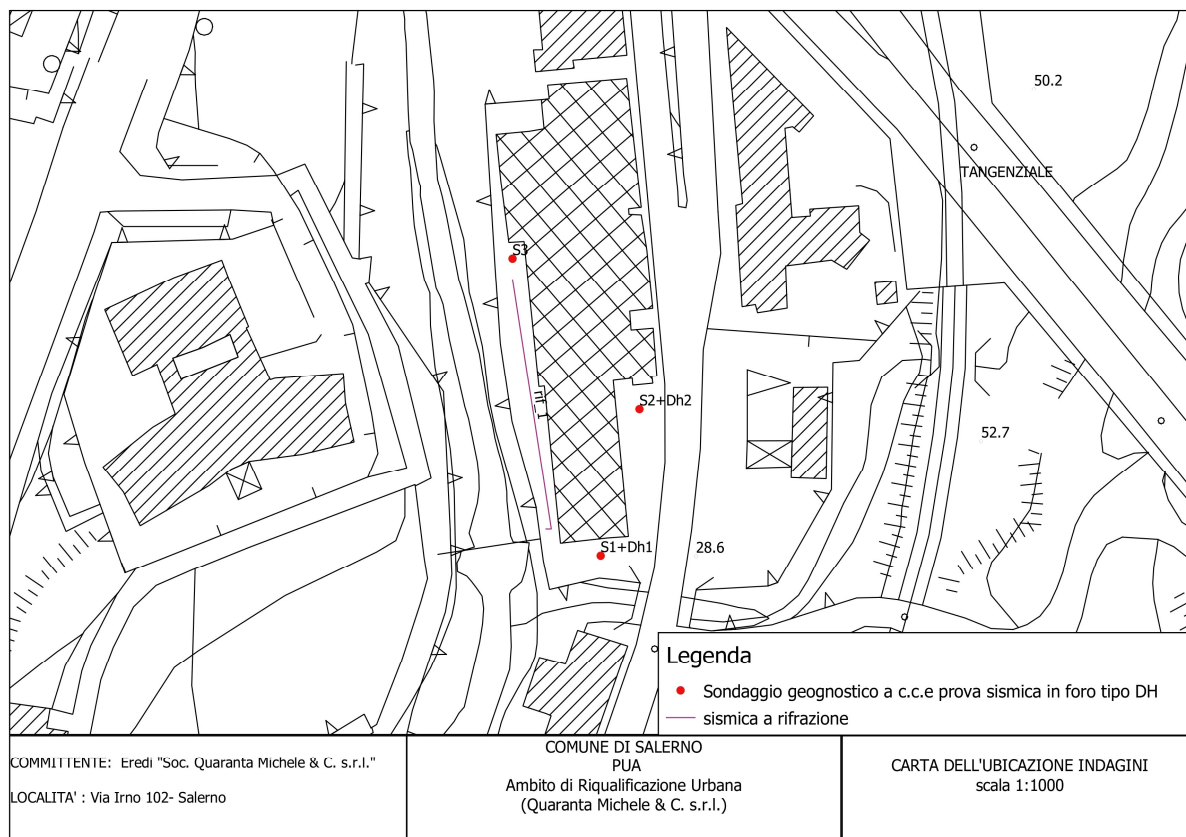 50.2
TANGENZIALE
S3
S2+Dh2
52.7
S1+Dh1
28.6
Legenda
Sondaggio geognostico a c.c.e prova sismica in foro tipo DH
sismica a rifrazione
COMMITTENTE: Eredi "Soc. Quaranta Michele & C. s.r.l."
LOCALITA' : Via Irno 102- Salerno
COMUNE DI SALERNO
PUA
Ambito di Riqualificazione Urbana
(Quaranta Michele & C. s.r.l.)
CARTA DELL'UBICAZIONE INDAGINI
scala 1:1000